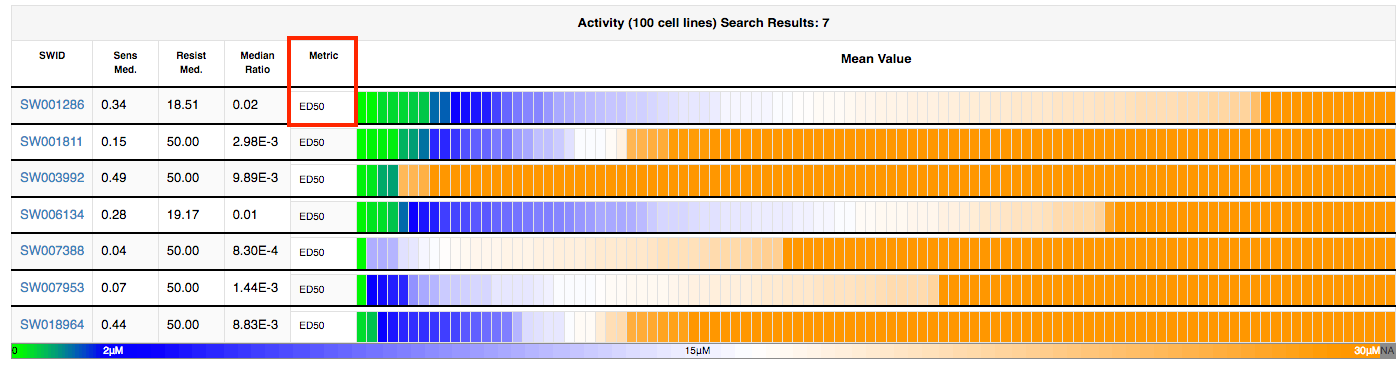 Activity (100 cell lines) Search Results: 7
SWID Sens Med. Resist Med. Median Ratio Metric Mean Value
SW001286 0.34 18.51 0.02 ED50
SW001811 0.15 50.00 2.98E-3 ED50
SW003992 0.49 50.00 9.89E-3 ED50
SW006134 0.28 19.17 0.01 ED50
SW007388 0.04 50.00 8.30E-4 ED50
SW007953 0.07 50.00 1.44E-3 ED50
SW018964 0.44 50.00 8.83E-3 ED50
0 2μM 15μM 30μM NA